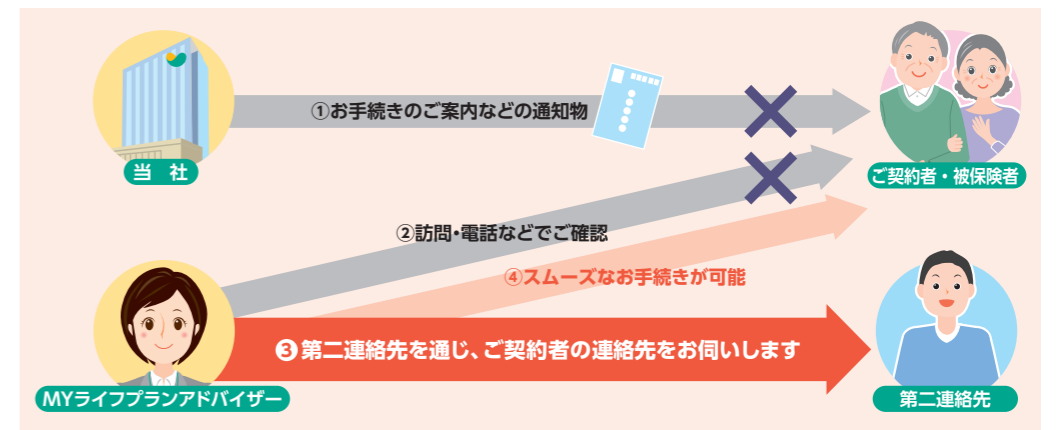 ①お手続きのご案内などの通知物
当 社
ご契約者・被保険者
②訪問・電話などでご確認
④スムーズなお手続きが可能
❸第二連絡先を通じ、ご契約者の連絡先をお伺いします
MYライフプランアドバイザー
第二連絡先